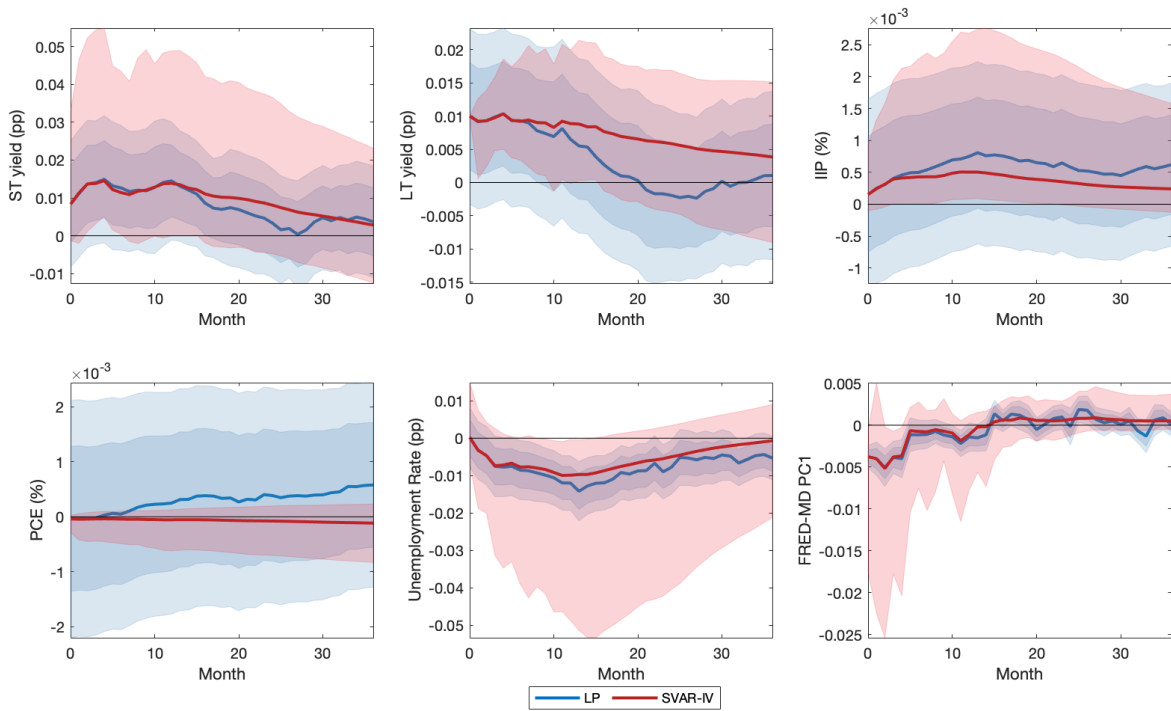 ST yield (pp)
0.05
0.04
0.03
0.02
0.01
0
-0.01
0 10 20 30
Month
LT yield (pp)
0.02
0.015
0.01
0.005
0
-0.005
-0.01
-0.015
0 10 20 30
Month
×10⁻³
IIP (%)
2.5
2
1.5
1
0.5
0
-0.5
-1
0 10 20 30
Month
×10⁻³
PCE (%)
2
1
0
-1
-2
0 10 20 30
Month
Unemployment Rate (pp)
0.01
0
-0.01
-0.02
-0.03
-0.04
-0.05
0 10 20 30
Month
FRED-MD PC1
0.005
0
-0.005
-0.01
-0.015
-0.02
-0.025
0 10 20 30
Month
LP SVAR-IV